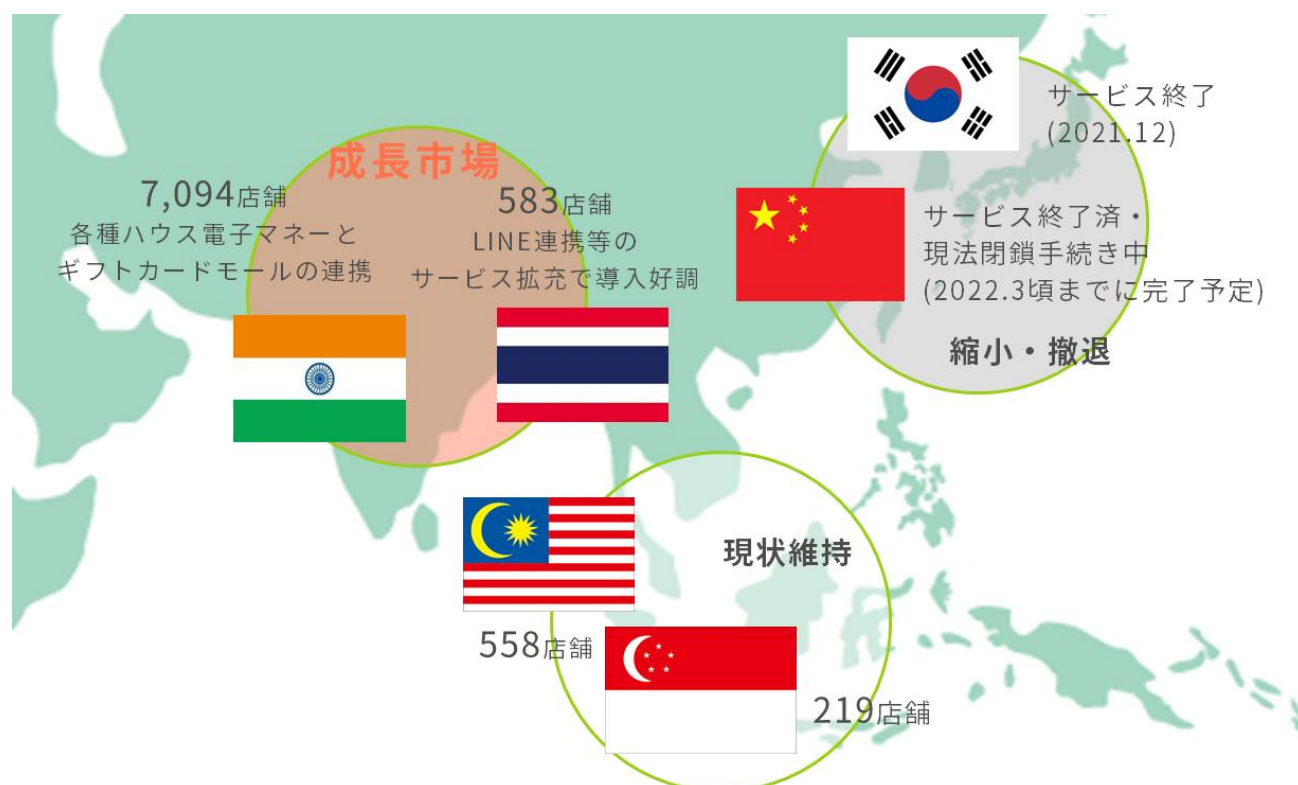 成長市場
7,094店舗
各種ハウス電子マネーと
ギフトカードモールの連携
583店舗
LINE連携等の
サービス拡充で導入好調
サービス終了
(2021.12)
サービス終了済・
現法閉鎖手続き中
(2022.3頃までに完了予定)
縮小・撤退
現状維持
558店舗
219店舗